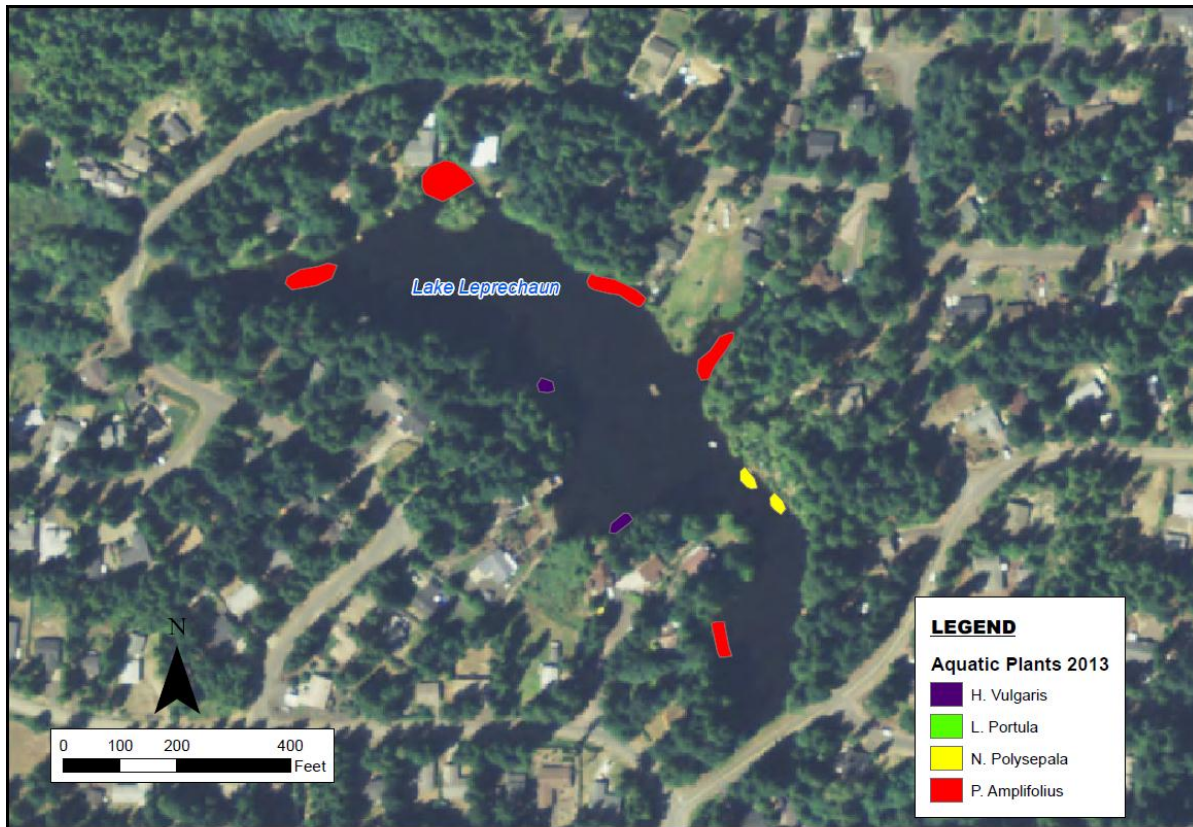 Lake Leprechaun
N
0 100 200 400
Feet
LEGEND
Aquatic Plants 2013
H. Vulgaris
L. Portula
N. Polysepala
P. Amplifolius